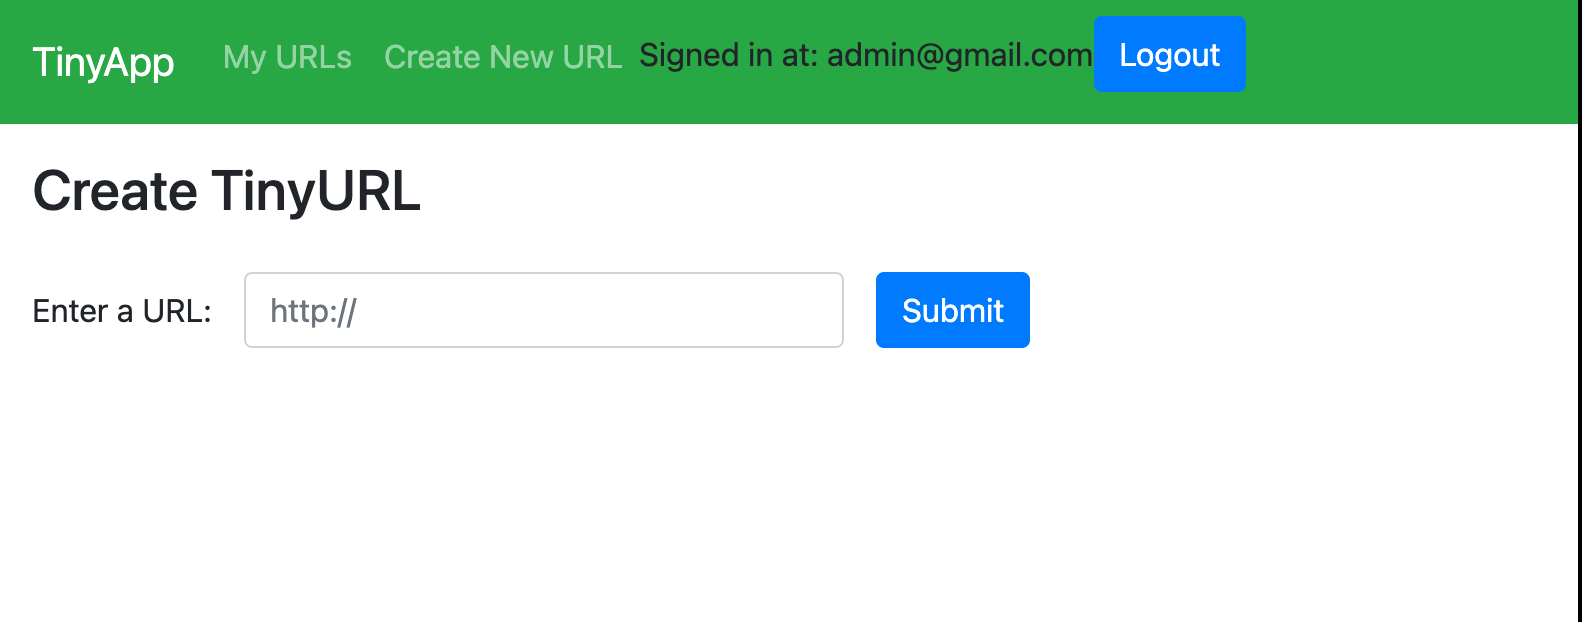 TinyApp My URLs Create New URL Signed in at: admin@gmail.com Logout
Create TinyURL
Enter a URL: http:// Submit